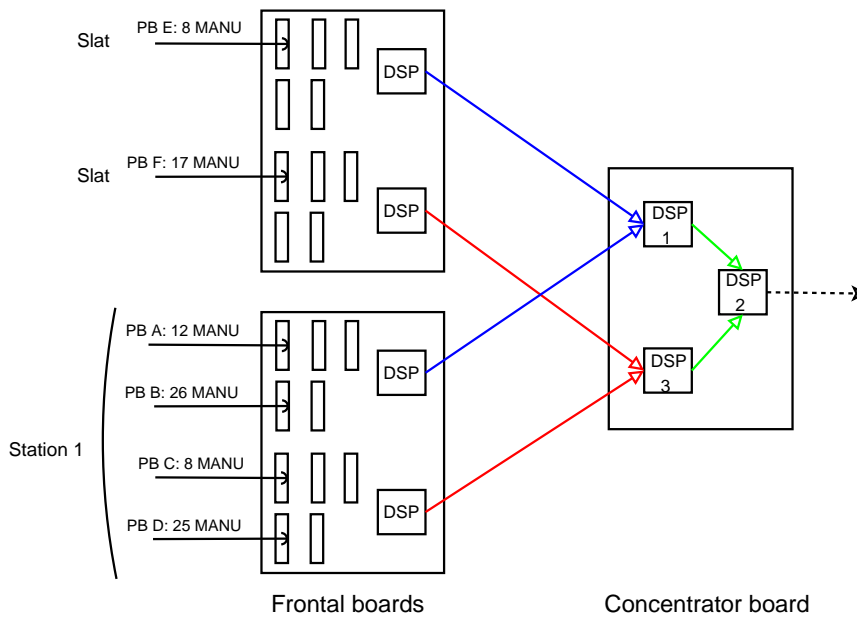 Slat PB E: 8 MANU
DSP
Slat PB F: 17 MANU
DSP
DSP
1
DSP
2
DSP
3
PB A: 12 MANU
DSP
PB B: 26 MANU
Station 1
PB C: 8 MANU
DSP
PB D: 25 MANU
Frontal boards
Concentrator board